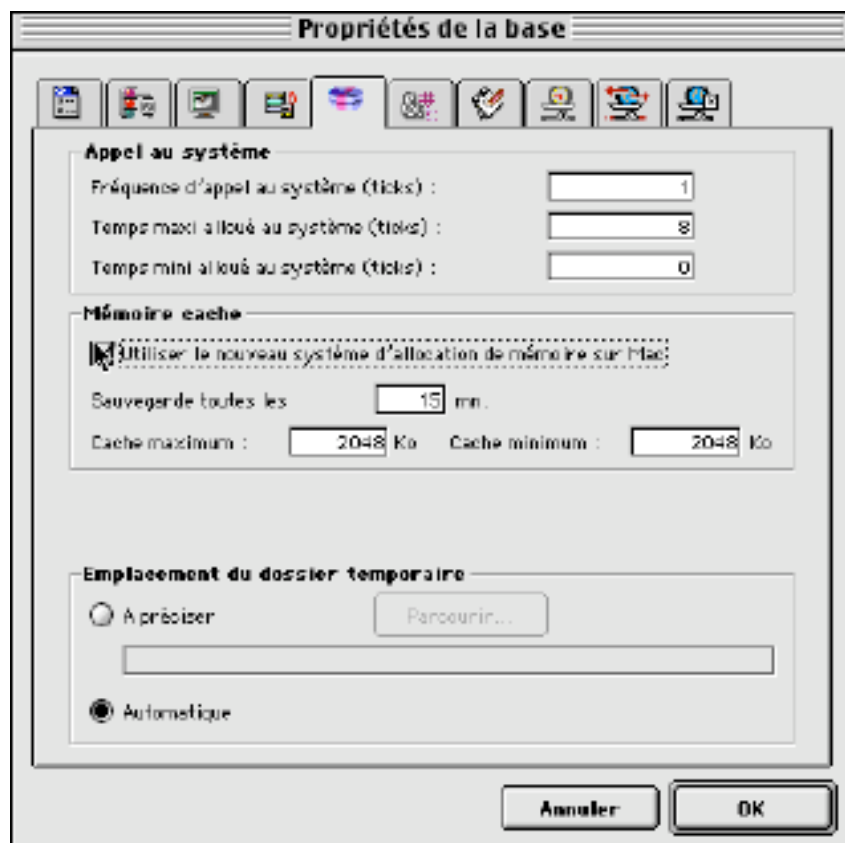 Propriétés de la base
Appel au système
Fréquence d'appel au système (ticks) : 1
Temps maxi alloué au système (ticks) : 8
Temps mini alloué au système (ticks) : 0
Mémoire cache
Utiliser le nouveau système d'allocation de mémoire sur Mac
Sauvegarde toutes les 15 mn.
Cache maximum : 2048 Ko Cache minimum : 2048 Ko
Emplacement du dossier temporaire
A préciser Parcourir...
Automatique
Annuler OK